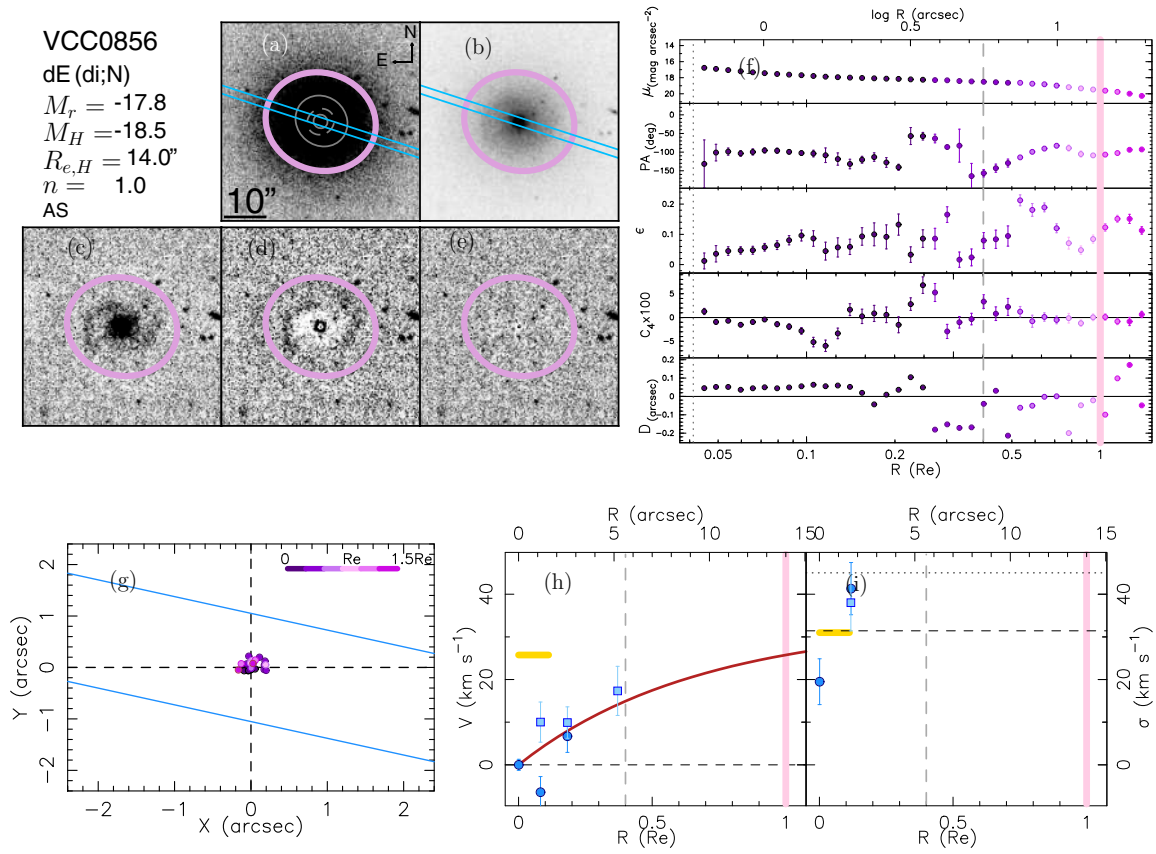 VCC0856
dE (di;N)
M_r = -17.8
M_H = -18.5
R_{e,H} = 14.0"
n = 1.0
AS
(a)
N
E
10"
(b)
(c)
(d)
(e)
log R (arcsec)
0 0.5 1
(f)
μ(mag arcsec⁻²)
14
16
18
20
PA (deg)
0
−50
−100
−150
ϵ
0.2
0.1
0
C₄x100
5
0
−5
D (arcsec)
0.2
0.1
0
−0.1
−0.2
0.05 0.1 0.2 0.5 1
R (Re)
(g)
0 Re 1.5Re
Y (arcsec)
2
1
0
−1
−2
−2 −1 0 1 2
X (arcsec)
R (arcsec)
0 5 10 15
(h)
V (km s⁻¹)
40
20
0
0 0.5 1
R (Re)
R (arcsec)
0 5 10 15
(i)
σ (km s⁻¹)
40
20
0
0 0.5 1
R (Re)